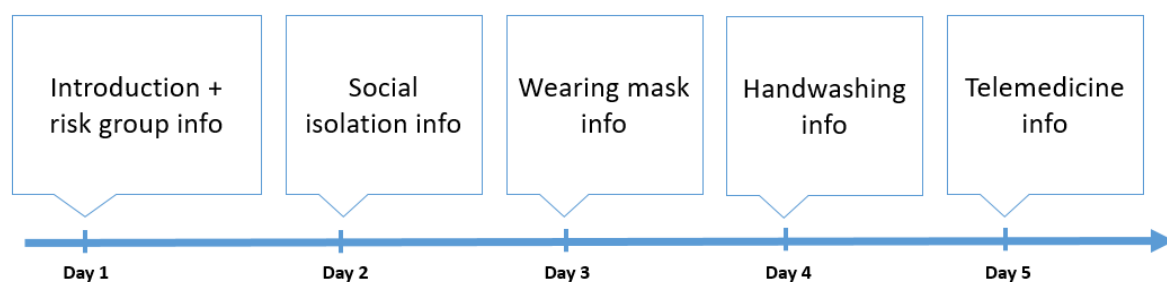 Introduction +
risk group info
Social
isolation info
Wearing mask
info
Handwashing
info
Telemedicine
info
Day 1
Day 2
Day 3
Day 4
Day 5